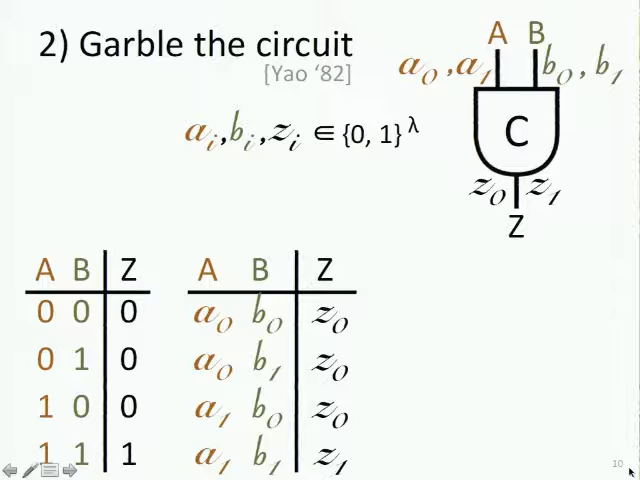 2) Garble the circuit
[Yao ‘82]
A B
a₀ , a₁ b₀ , b₁
aᵢ, bᵢ, zᵢ ∈ {0, 1}^λ
C
z₀ z₁
Z
A B Z
0 0 0
0 1 0
1 0 0
1 1 1
A B Z
a₀ b₀ z₀
a₀ b₁ z₀
a₁ b₀ z₀
a₁ b₁ z₁
10